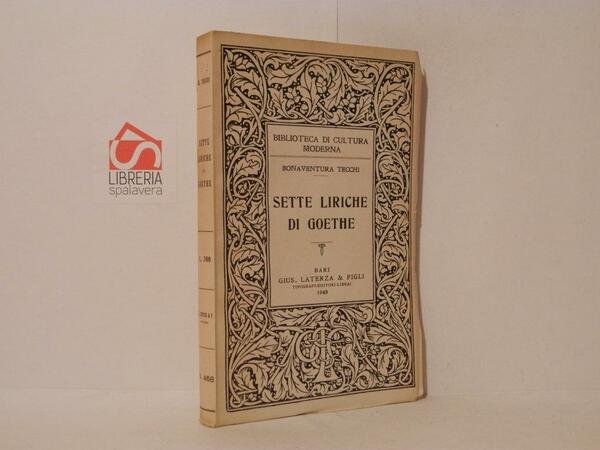 LIBRERIA
spalavera
BIBLIOTECA DI CULTURA
MODERNA
BONAVENTURA TECCHI
SETTE LIRICHE
DI GOETHE
BARI
GIUS. LATERZA & FIGLI
TIPOGRAFI-EDITORI-LIBRAI
1949
SETTE
LIRICHE
DI
GOETHE